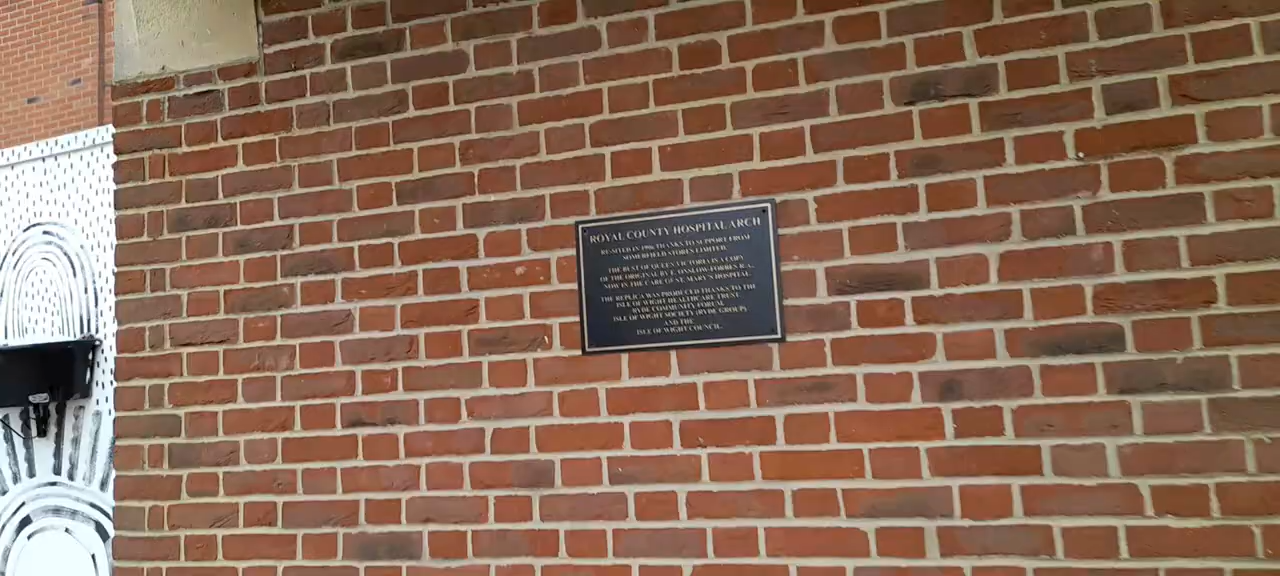 ROYAL COUNTY HOSPITAL ARCH
RE-SITED IN 1996 THANKS TO SUPPORT FROM
SOMERFIELD STORES LIMITED.
THE BUST OF QUEEN VICTORIA IS A COPY
OF THE ORIGINAL BY E. ONSLOW-FORBES R.A.,
NOW IN THE CARE OF ST. MARY'S HOSPITAL.
THE REPLICA WAS PRODUCED THANKS TO THE
ISLE OF WIGHT HEALTHCARE TRUST
RYDE COMMUNITY FORUM
ISLE OF WIGHT SOCIETY (RYDE GROUP)
AND THE
ISLE OF WIGHT COUNCIL.